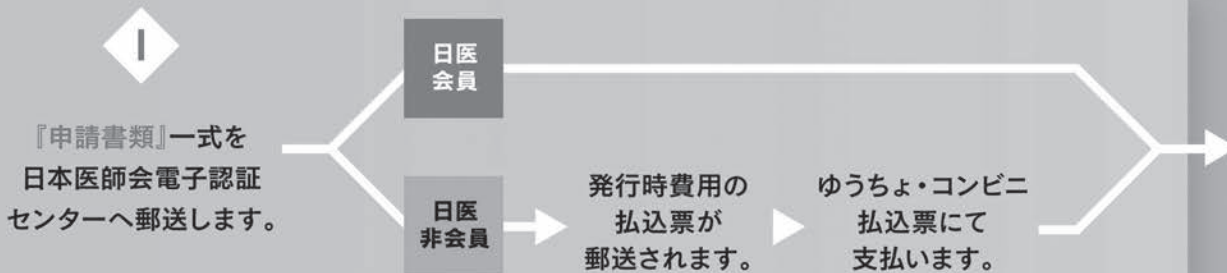 1
『申請書類』一式を
日本医師会電子認証
センターへ郵送します。
日医
会員
日医
非会員
発行時費用の
払込票が
郵送されます。
ゆうちょ・コンビニ
払込票にて
支払います。